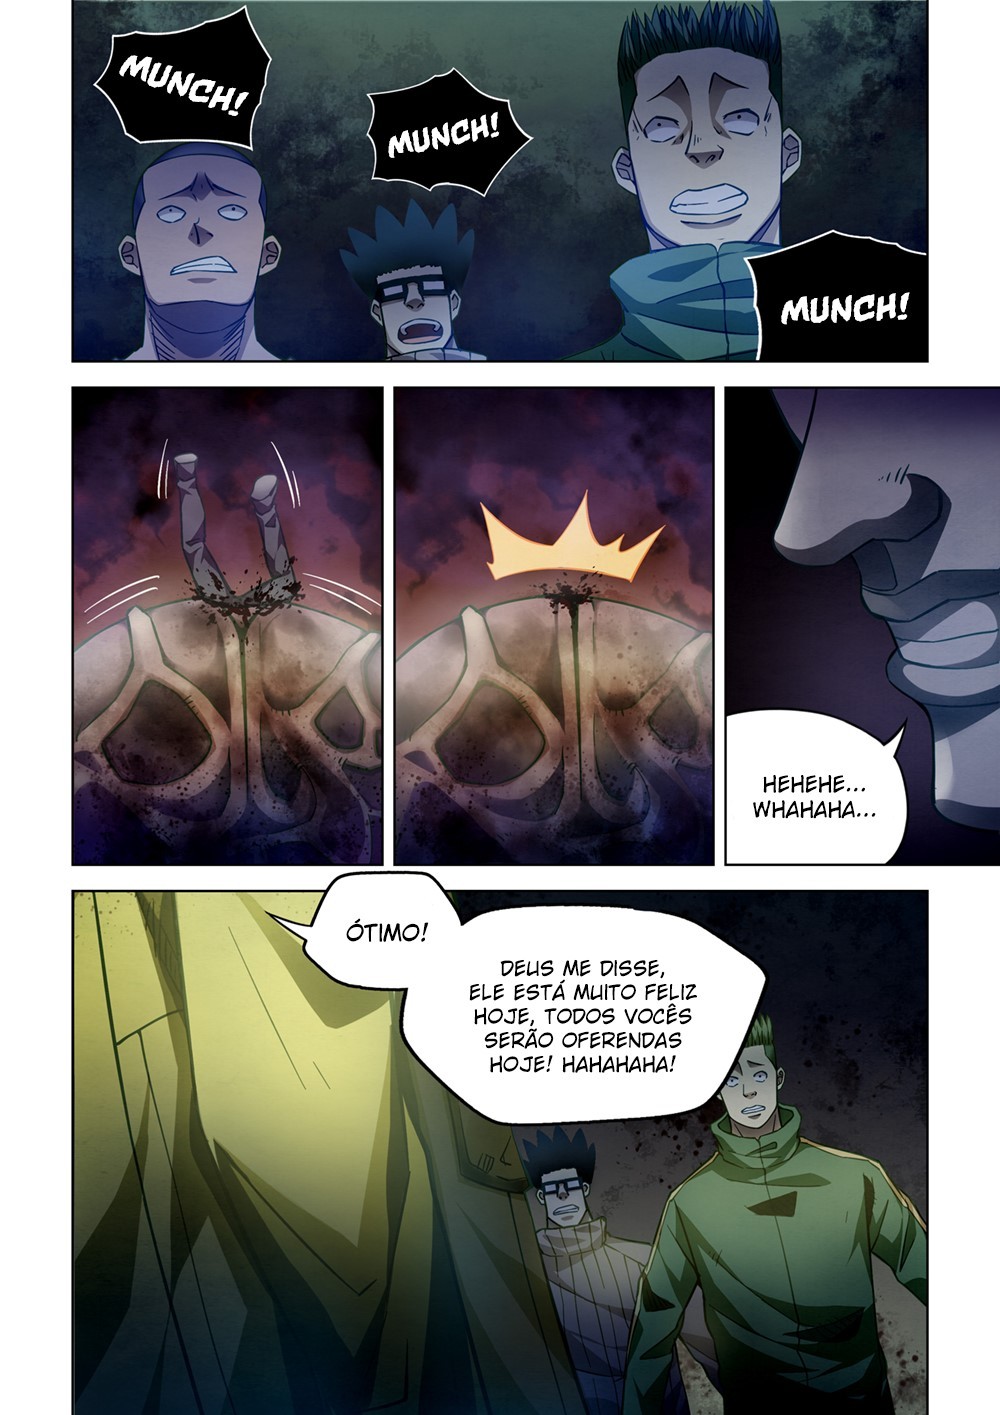 MUNCH!
MUNCH!
MUNCH!
HEHEHE...
WHAHAHA...
ÓTIMO!
DEUS ME DISSE,
ELE ESTÁ MUITO FELIZ
HOJE, TODOS VOCÊS
SERÃO OFERENDAS
HOJE! HAHAHAHA!